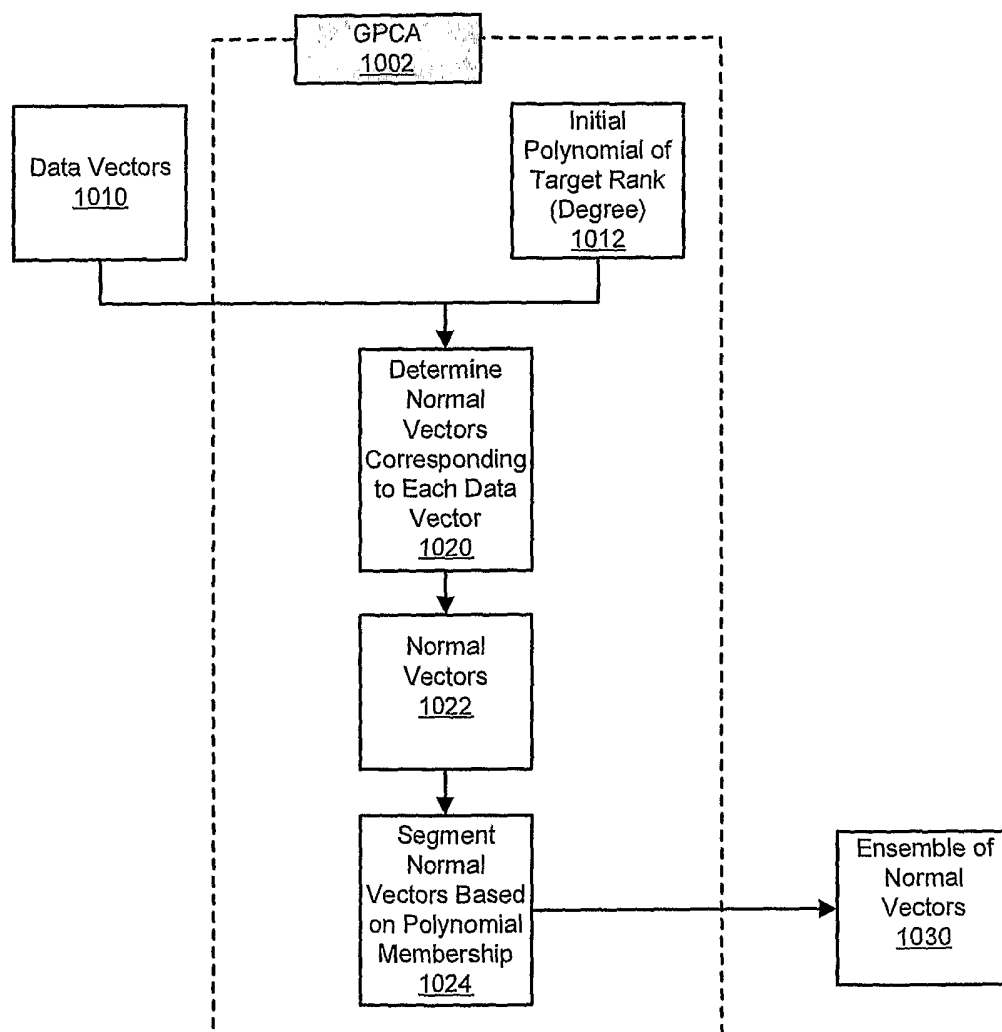 GPCA
1002
Data Vectors
1010
Initial
Polynomial of
Target Rank
(Degree)
1012
Determine
Normal
Vectors
Corresponding
to Each Data
Vector
1020
Normal
Vectors
1022
Segment
Normal
Vectors Based
on Polynomial
Membership
1024
Ensemble of
Normal
Vectors
1030